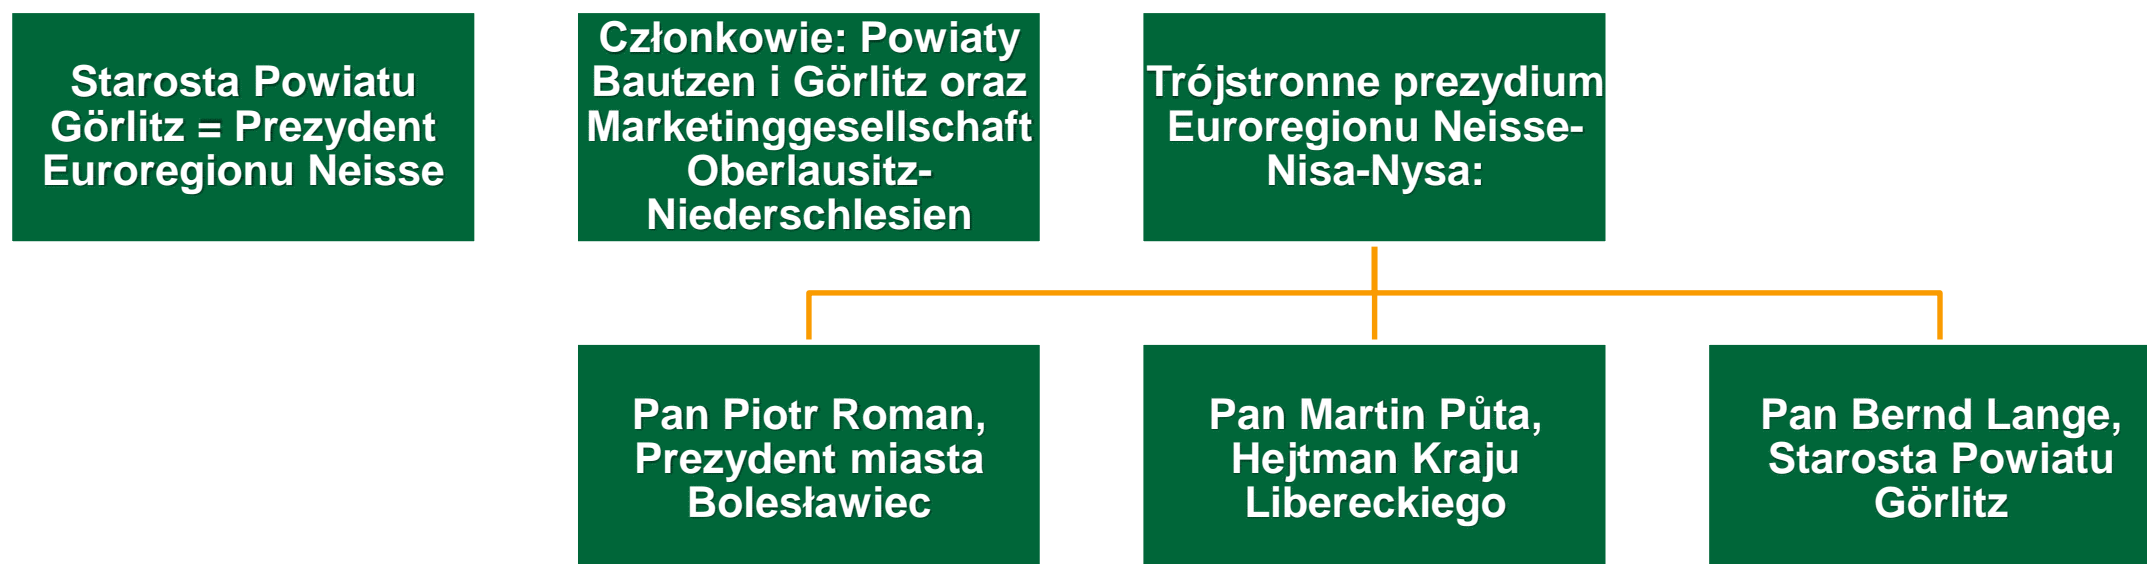 Starosta Powiatu
Görlitz = Prezydent
Euroregionu Neisse
Członkowie: Powiaty
Bautzen i Görlitz oraz
Marketinggesellschaft
Oberlausitz-
Niederschlesien
Trójstronne prezydium
Euroregionu Neisse-
Nisa-Nysa:
Pan Piotr Roman,
Prezydent miasta
Bolesławiec
Pan Martin Půta,
Hejtman Kraju
Libereckiego
Pan Bernd Lange,
Starosta Powiatu
Görlitz